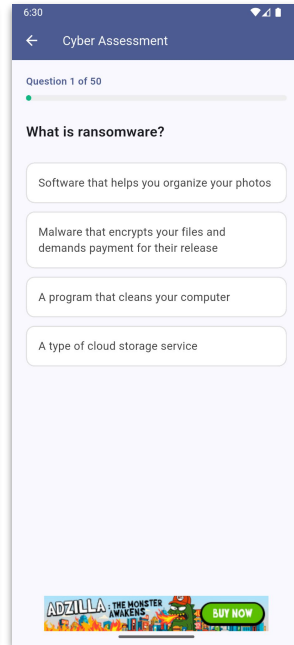 6:30
Cyber Assessment
Question 1 of 50
What is ransomware?
Software that helps you organize your photos
Malware that encrypts your files and
demands payment for their release
A program that cleans your computer
A type of cloud storage service
ADZILLA: THE MONSTER
AWAKENS
BUY NOW